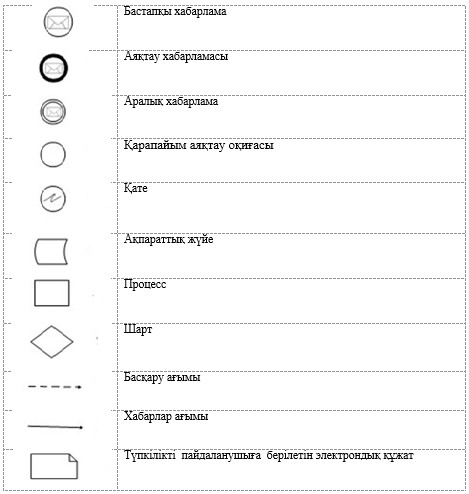 Бастапқы хабарлама
Аяқтау хабарламасы
Аралық хабарлама
Қарапайым аяқтау оқиғасы
Қате
Ақпараттық жүйе
Процесс
Шарт
Басқару ағымы
Хабарлар ағымы
Түпкілікті пайдаланушыға берілетін электрондық құжат